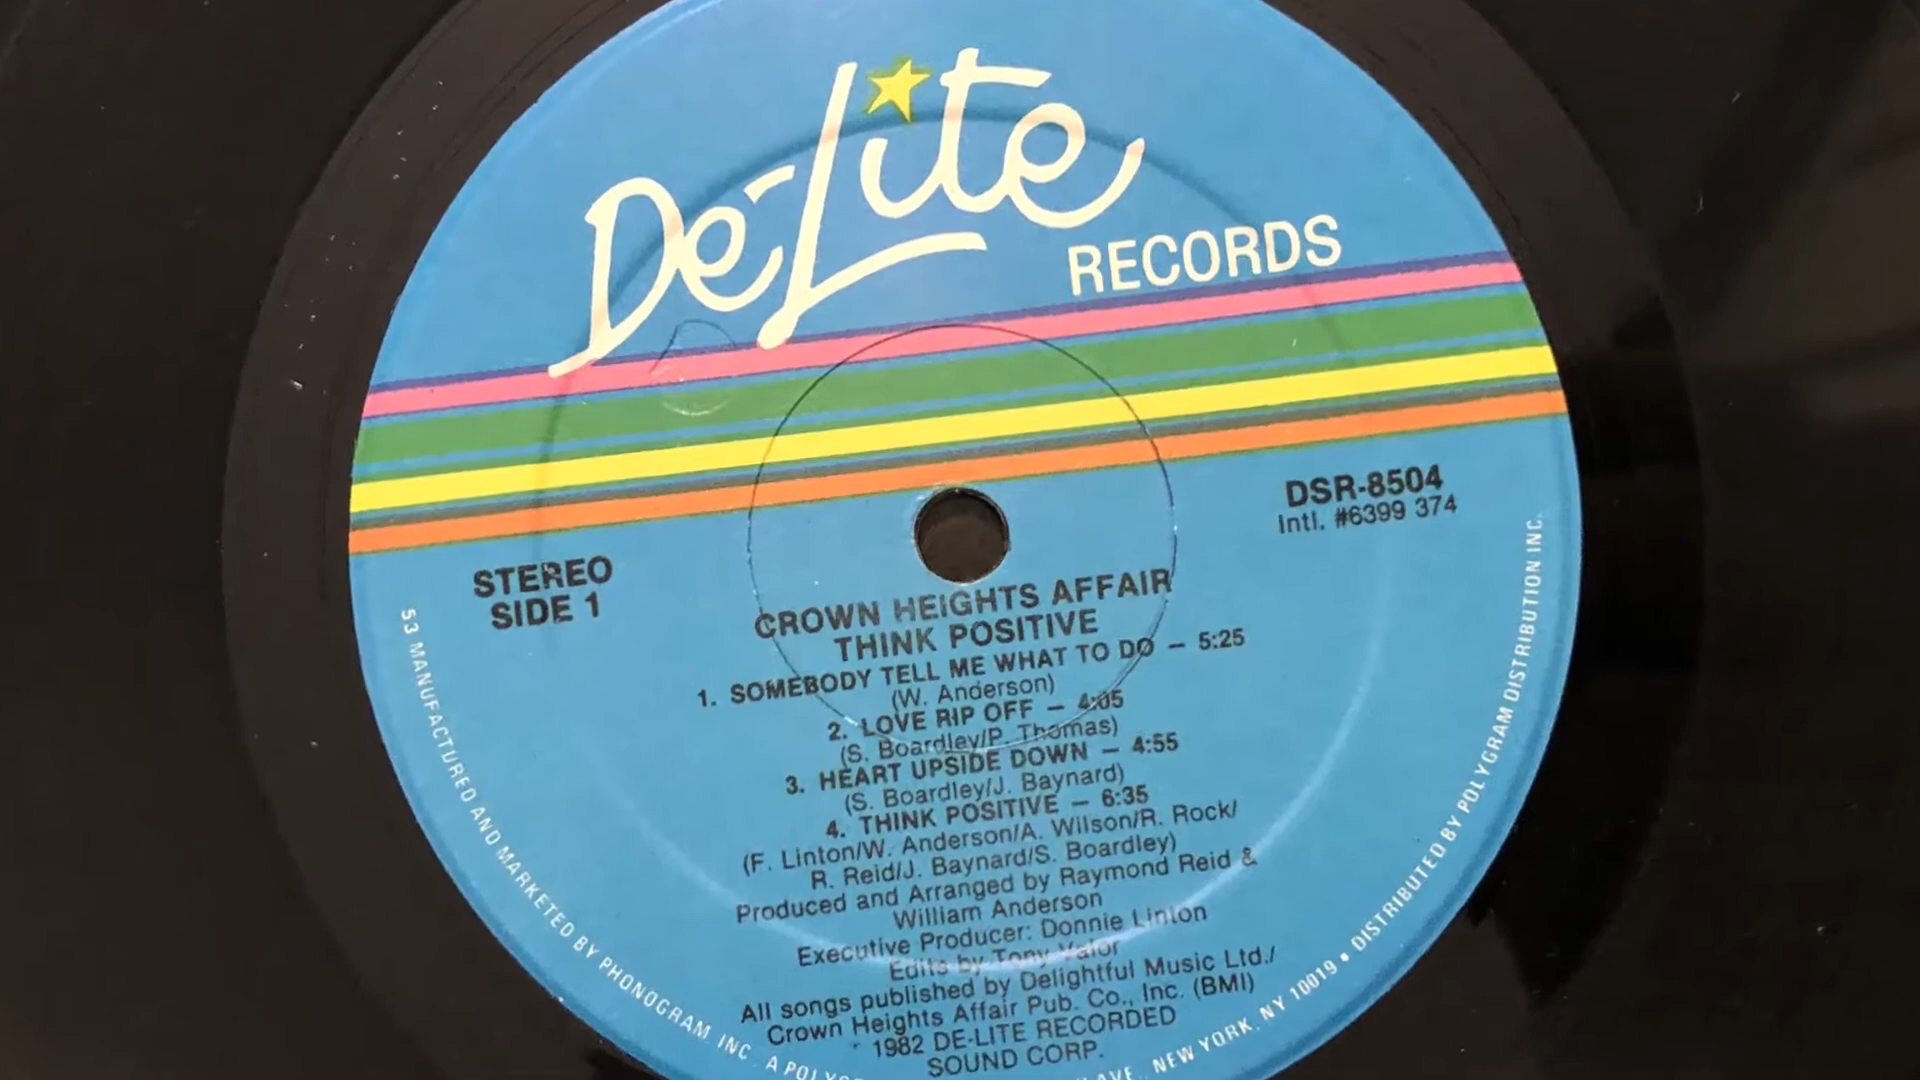 De-Lite
RECORDS
DSR-8504
Intl. #6399 374
STEREO
SIDE 1
CROWN HEIGHTS AFFAIR
THINK POSITIVE
1. SOMEBODY TELL ME WHAT TO DO — 5:25
(W. Anderson)
2. LOVE RIP OFF — 4:05
(S. Boardley/P. Thomas)
3. HEART UPSIDE DOWN — 4:55
(S. Boardley/J. Baynard)
4. THINK POSITIVE — 6:35
(F. Linton/W. Anderson/A. Wilson/R. Rock/
R. Reid/J. Baynard/S. Boardley)
Produced and Arranged by Raymond Reid &
William Anderson
Executive Producer: Donnie Linton
Edits by Tony Valor
All songs published by Delightful Music Ltd./
Crown Heights Affair Pub. Co., Inc. (BMI)
1982 DE-LITE RECORDED
SOUND CORP.
53 MANUFACTURED AND MARKETED BY PHONOGRAM INC. A AVE., NEW YORK, NY 10019 • DISTRIBUTED BY POLYGRAM DISTRIBUTION INC.